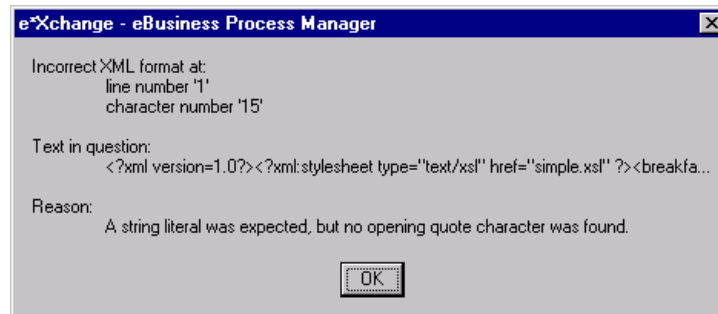 e*Xchange - eBusiness Process Manager
Incorrect XML format at:
line number '1'
character number '15'
Text in question:
<?xml version=1.0?><?xml:stylesheet type="text/xsl" href="simple.xsl" ?><breakfa...
Reason:
A string literal was expected, but no opening quote character was found.
OK